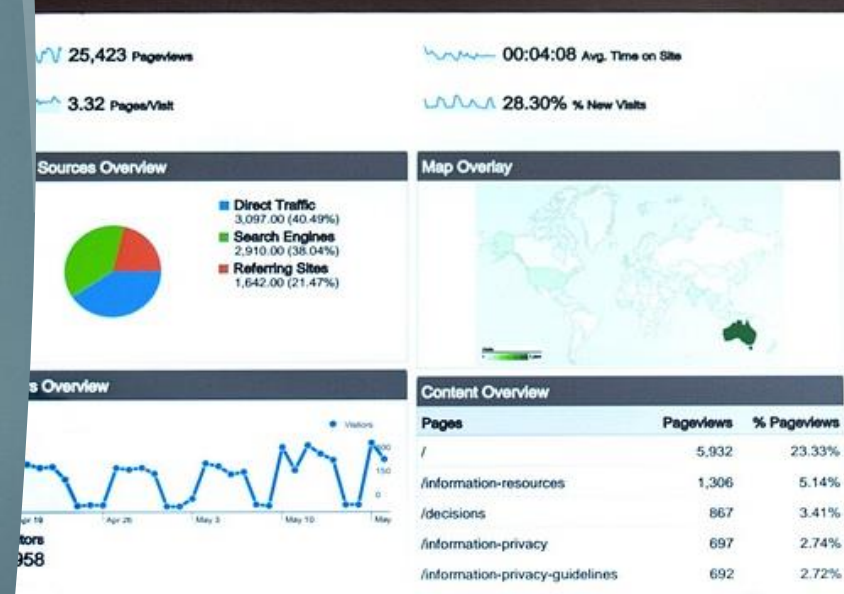 25,423 Pageviews
00:04:08 Avg. Time on Site
3.32 Pages/Visit
28.30% % New Visits
Sources Overview
Direct Traffic
3,097.00 (40.49%)
Search Engines
2,910.00 (38.04%)
Referring Sites
1,642.00 (21.47%)
Map Overlay
s Overview
Visitors
150
0
Apr 26
May 3
May 10
May
tors
958
Content Overview
Pages Pageviews % Pageviews
/ 5,932 23.33%
/information-resources 1,306 5.14%
/decisions 867 3.41%
/information-privacy 697 2.74%
/information-privacy-guidelines 692 2.72%